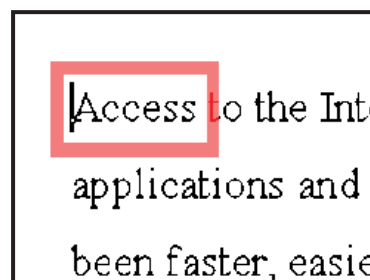 Access to the Int
applications and
been faster, easie